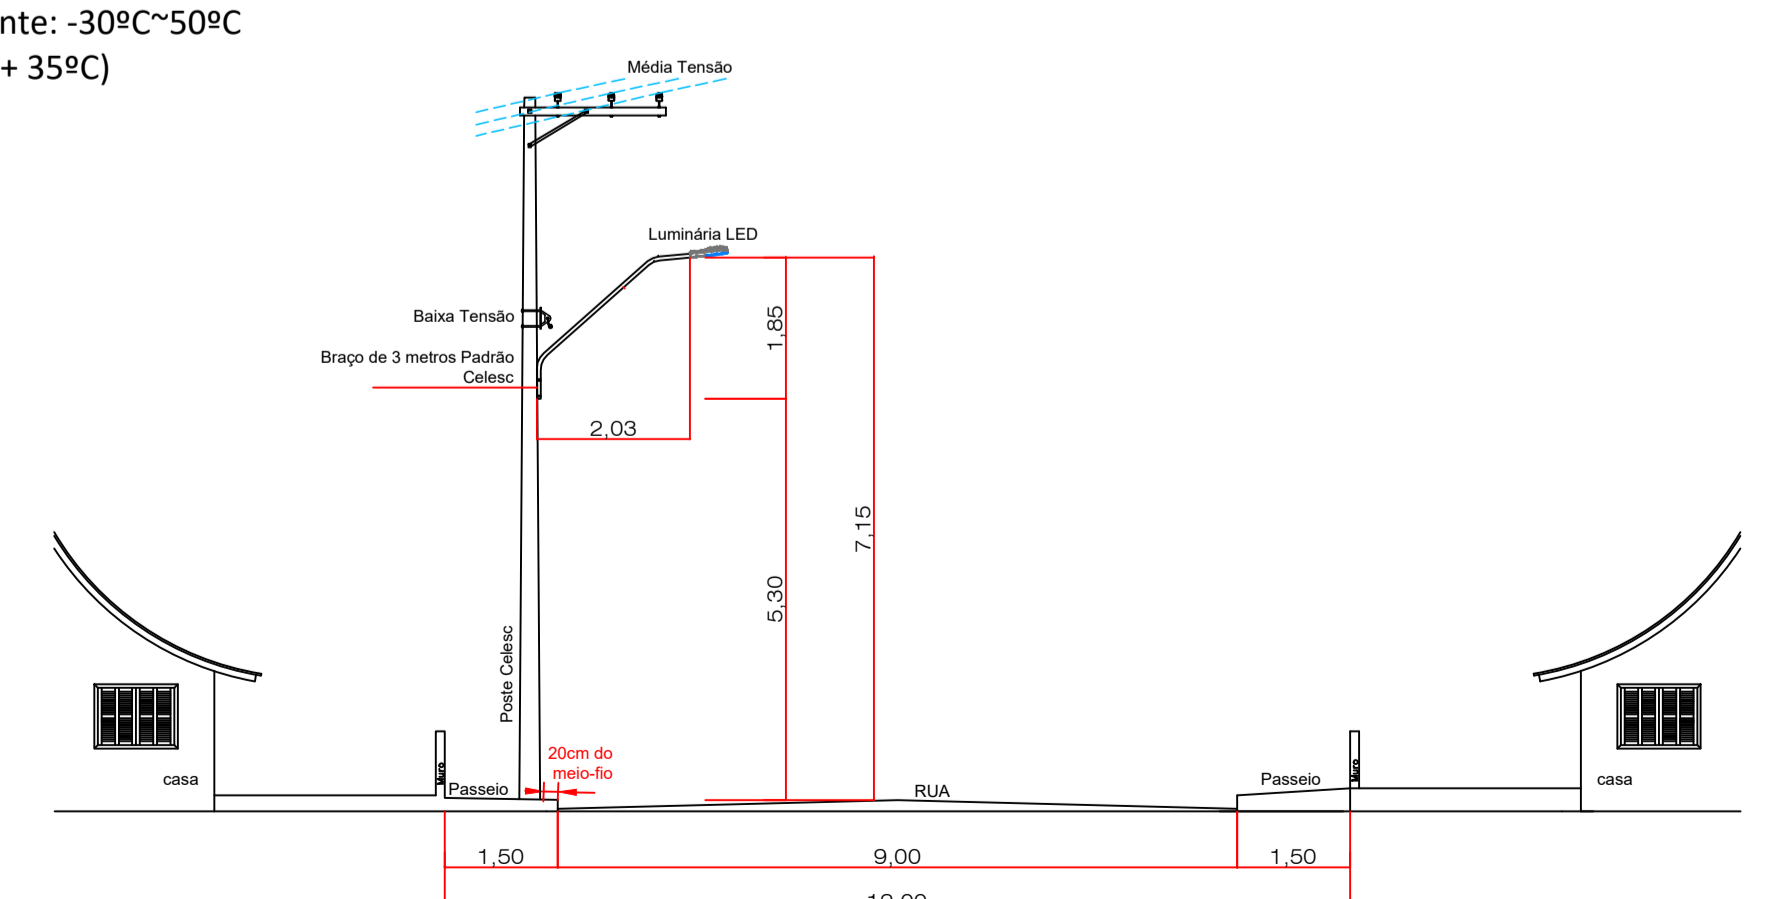 nte: -30ºC~50ºC
+ 35ºC)
Média Tensão
Luminária LED
Baixa Tensão
1,85
Braço de 3 metros Padrão
Celesc
2,03
7,15
5,30
Poste Celesc
20cm do
meio-fio
Muro
Passeio
casa
RUA
Passeio
Muro
casa
1,50
9,00
1,50